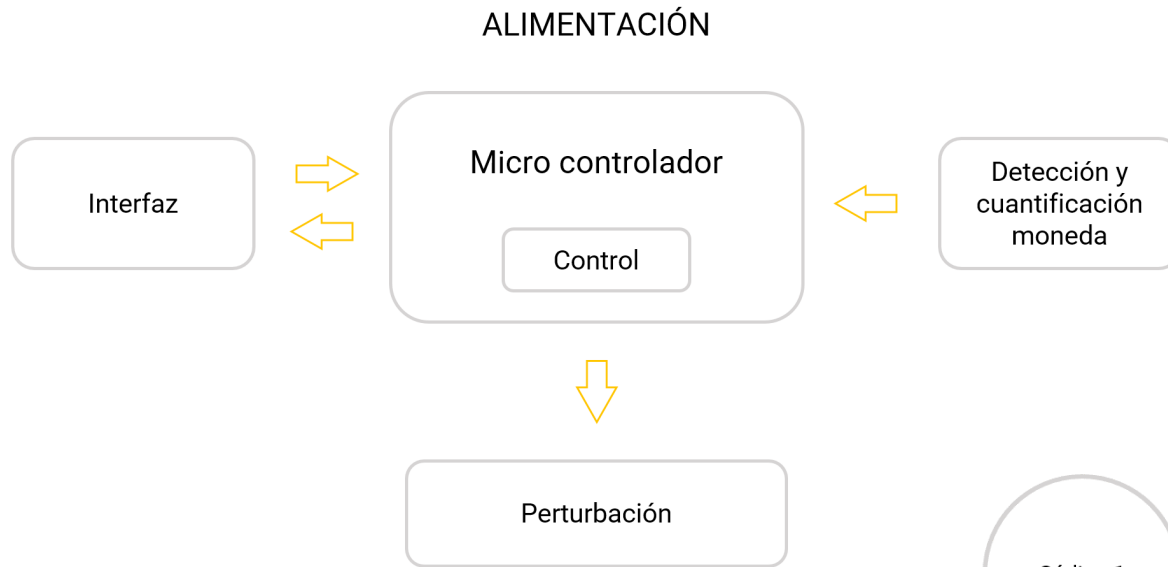 ALIMENTACIÓN
Micro controlador
Interfaz
Control
Detección y
cuantificación
moneda
Perturbación